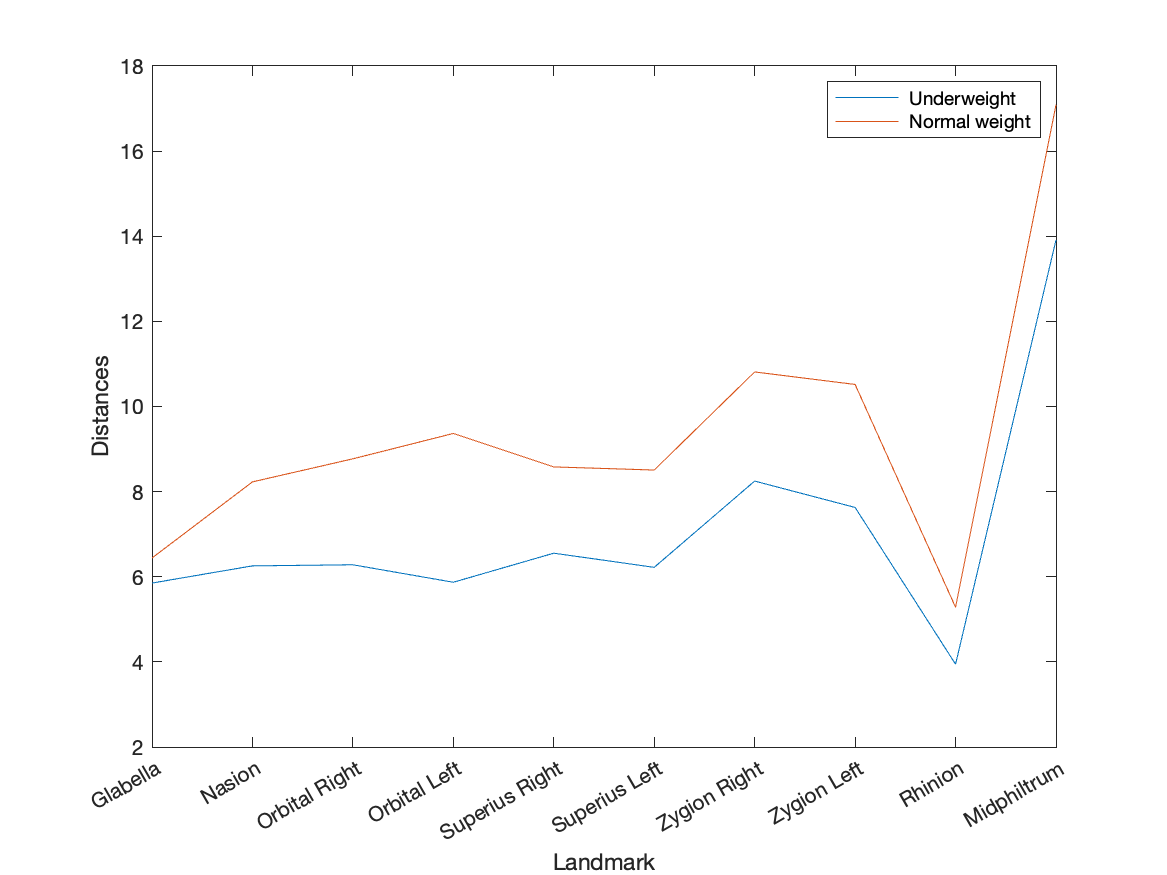 18
16
14
12
10
8
6
4
2
Distances
Underweight
Normal weight
Glabella
Nasion
Orbital Right
Orbital Left
Superius Right
Superius Left
Zygion Right
Zygion Left
Rhinion
Midphiltrum
Landmark